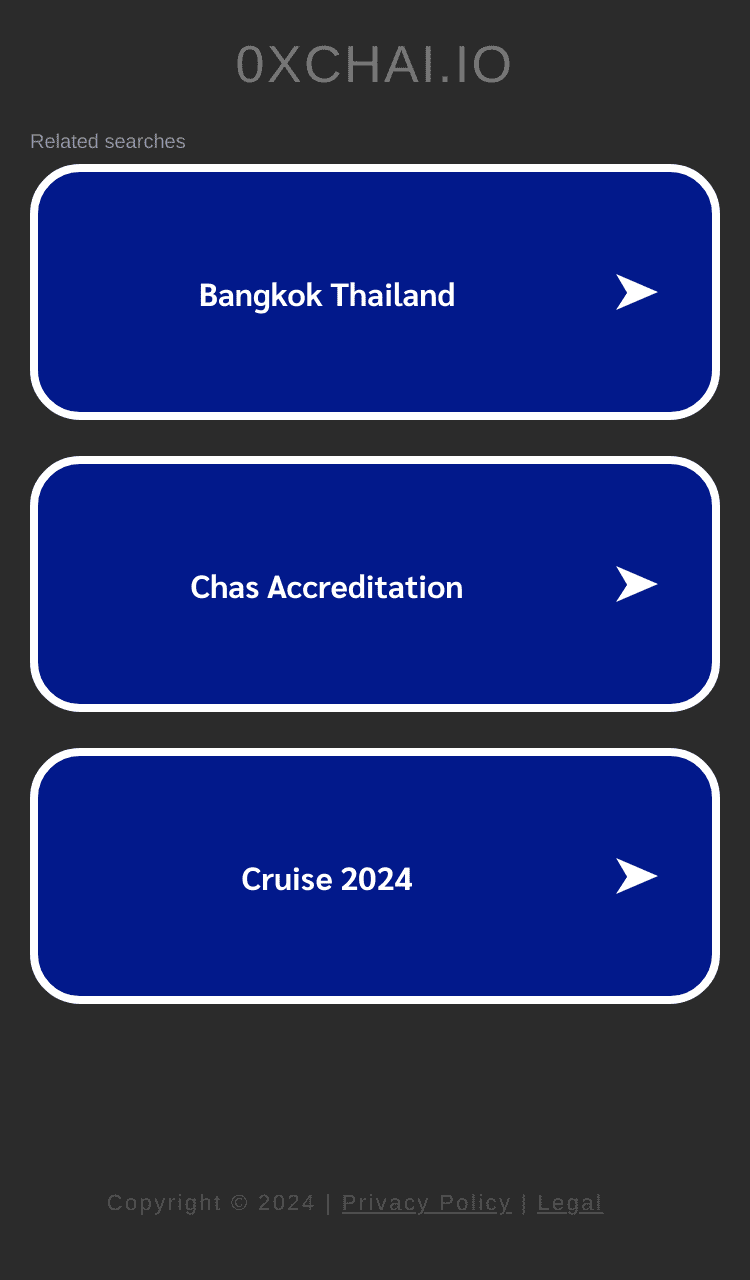 0XCHAI.IO
Related searches
Bangkok Thailand
Chas Accreditation
Cruise 2024
Copyright © 2024 | Privacy Policy | Legal